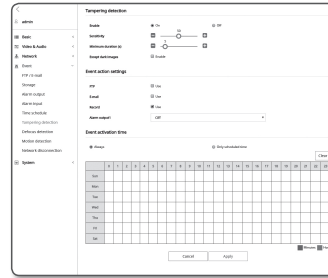 admin
Basic
Video & Audio
Network
Event
FTP / E-mail
Storage
Alarm output
Alarm input
Time schedule
Tampering detection
Defocus detection
Motion detection
Network disconnection
System
Tampering detection
Enable On Off
Sensitivity 50
Minimum duration (s) 5
Except dark images Enable
Event action settings
FTP Use
E-mail Use
Record Use
Alarm output 1 Off
Event activation time
Always Only scheduled time
Clear
0 1 2 3 4 5 6 7 8 9 10 11 12 13 14 15 16 17 18 19 20 21 22 23
Sun
Mon
Tue
Wed
Thu
Fri
Sat
Minutes
Cancel Apply